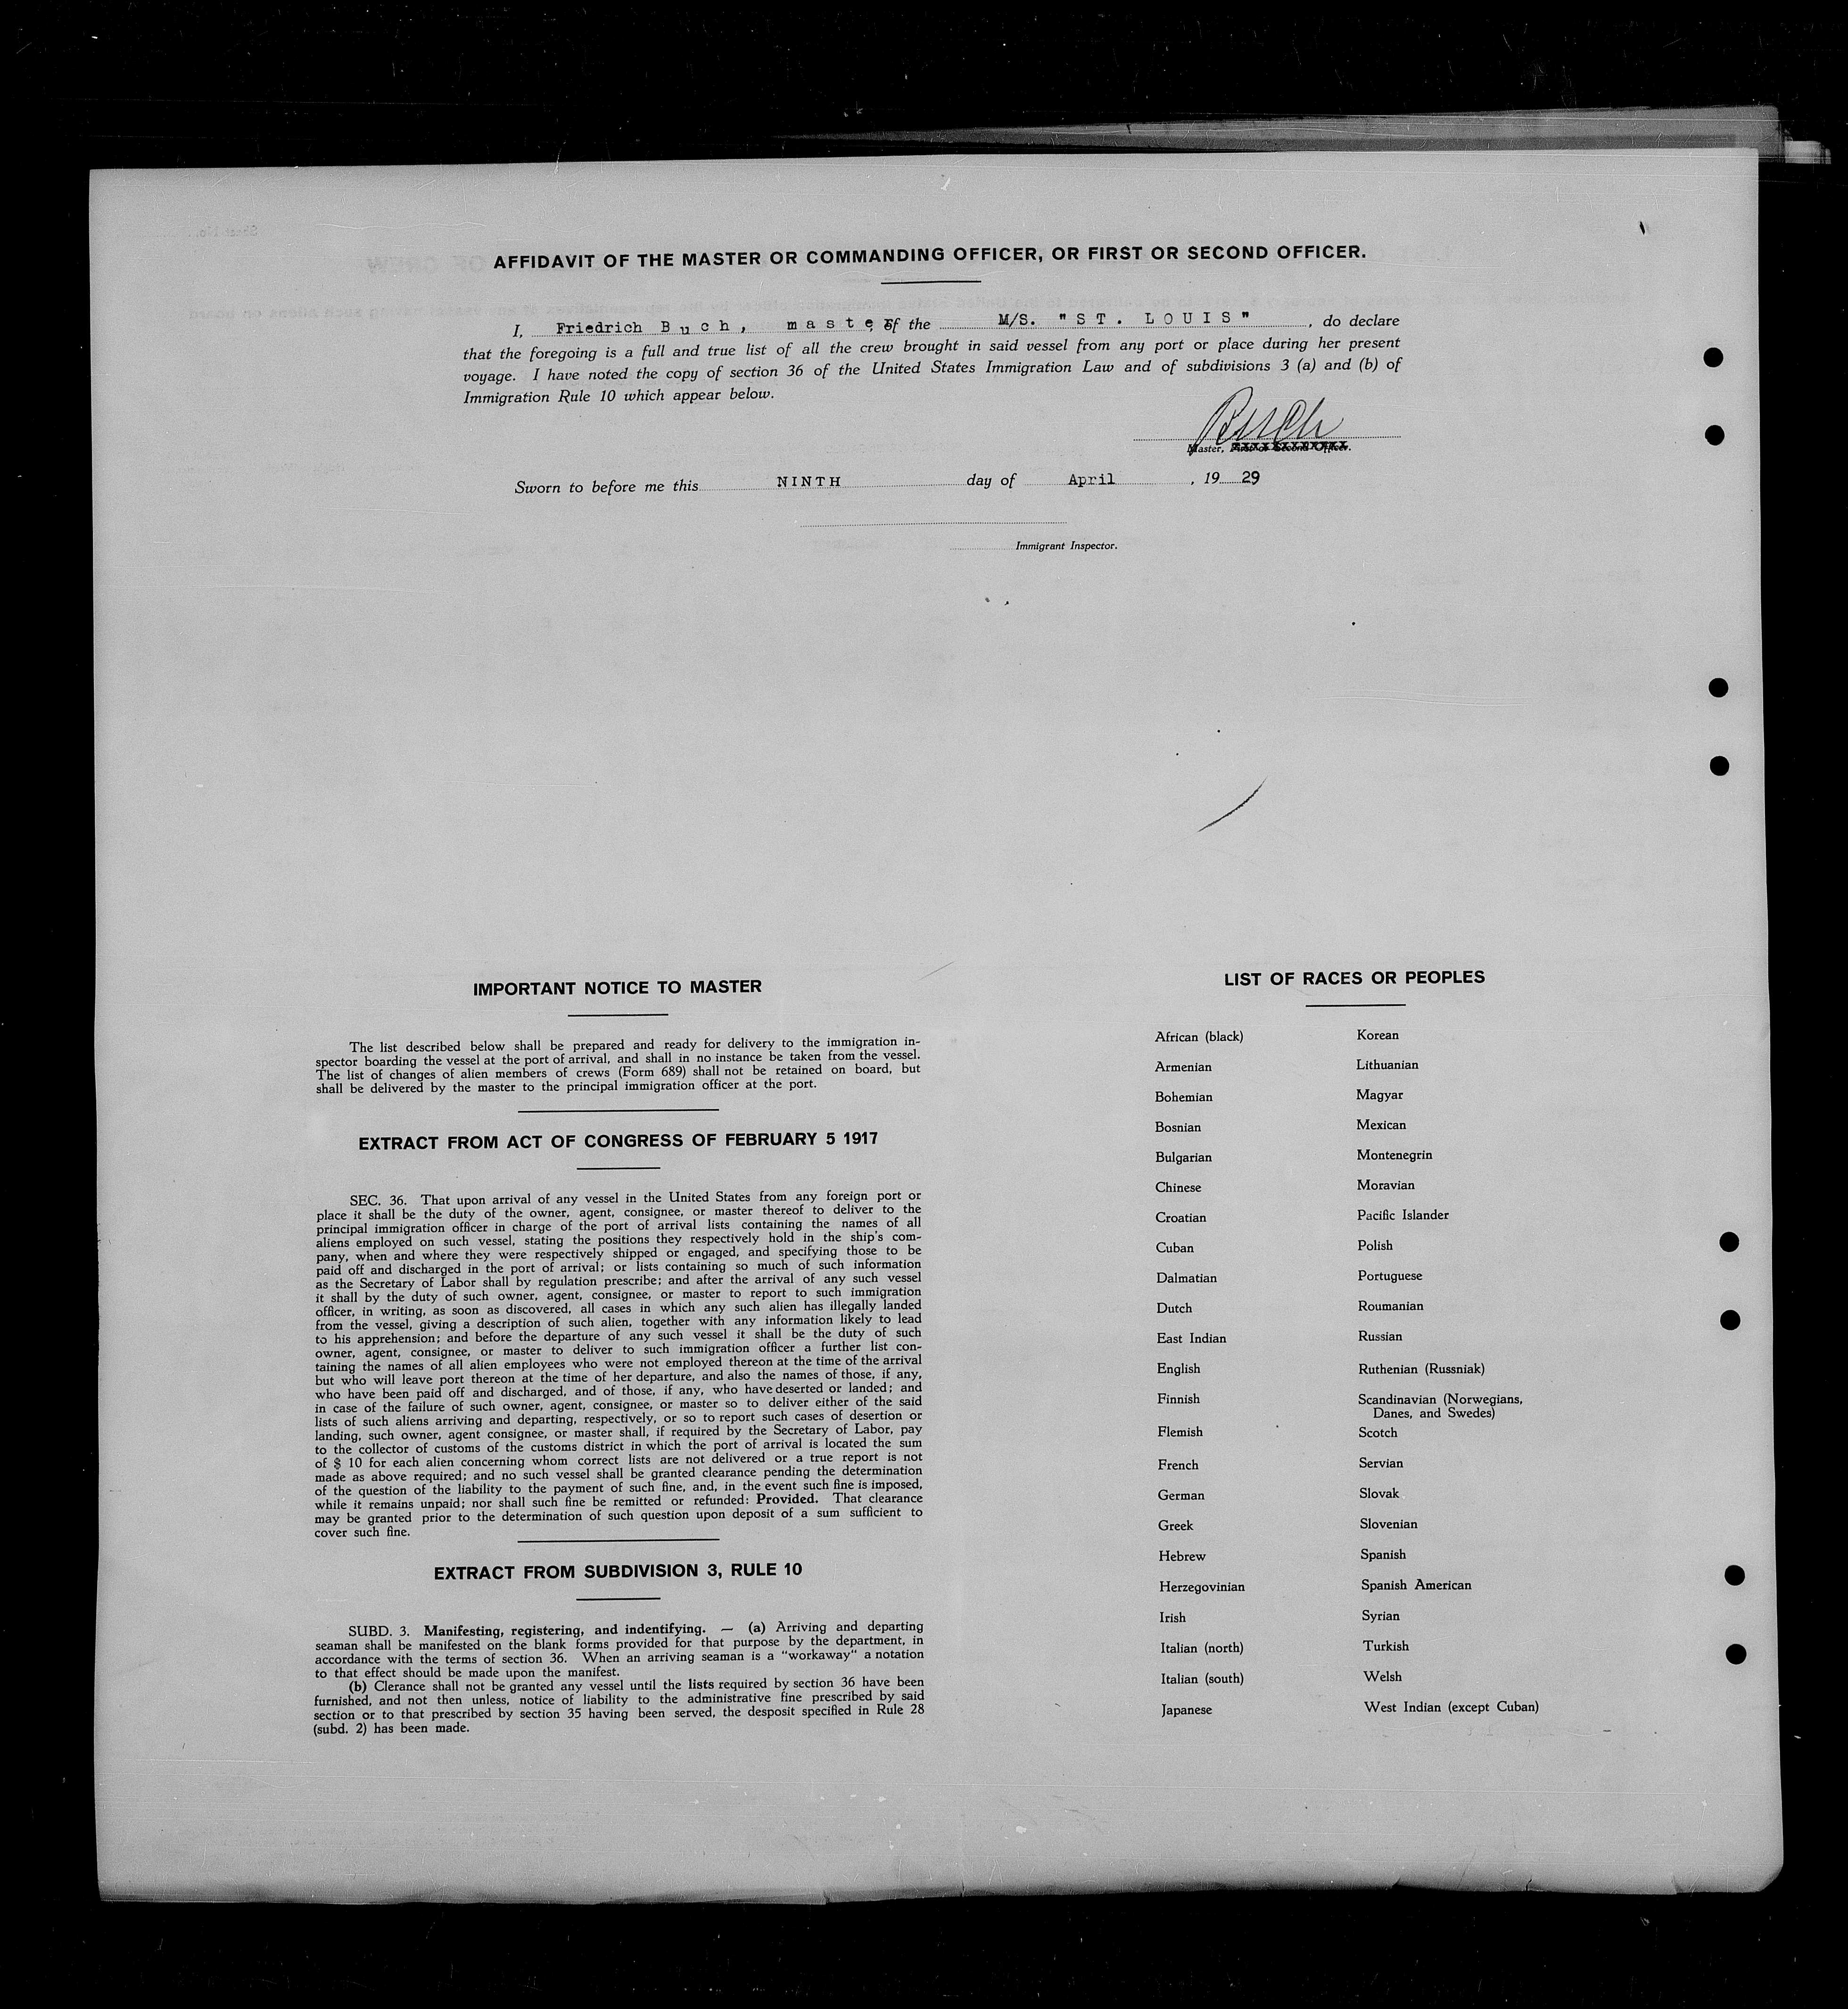 AFFIDAVIT OF THE MASTER OR COMMANDING OFFICER, OR FIRST OR SECOND OFFICER.
I, Friedrich Buch, master, of the M/S. "ST. LOUIS", do declare
that the foregoing is a full and true list of all the crew brought in said vessel from any port or place during her present
voyage. I have noted the copy of section 36 of the United States Immigration Law and of subdivisions 3 (a) and (b) of
Immigration Rule 10 which appear below.
Buch
Master, First or Second Officer.
Sworn to before me this NINTH day of April, 19 29
Immigrant Inspector.
IMPORTANT NOTICE TO MASTER
The list described below shall be prepared and ready for delivery to the immigration in-
spector boarding the vessel at the port of arrival, and shall in no instance be taken from the vessel.
The list of changes of alien members of crews (Form 689) shall not be retained on board, but
shall be delivered by the master to the principal immigration officer at the port.
EXTRACT FROM ACT OF CONGRESS OF FEBRUARY 5 1917
SEC. 36. That upon arrival of any vessel in the United States from any foreign port or
place it shall be the duty of the owner, agent, consignee, or master thereof to deliver to the
principal immigration officer in charge of the port of arrival lists containing the names of all
aliens employed on such vessel, stating the positions they respectively hold in the ship's com-
pany, when and where they were respectively shipped or engaged, and specifying those to be
paid off and discharged in the port of arrival; or lists containing so much of such information
as the Secretary of Labor shall by regulation prescribe; and after the arrival of any such vessel
it shall by the duty of such owner, agent, consignee, or master to report to such immigration
officer, in writing, as soon as discovered, all cases in which any such alien has illegally landed
from the vessel, giving a description of such alien, together with any information likely to lead
to his apprehension; and before the departure of any such vessel it shall be the duty of such
owner, agent, consignee, or master to deliver to such immigration officer a further list con-
taining the names of all alien employees who were not employed thereon at the time of the arrival
but who will leave port thereon at the time of her departure, and also the names of those, if any,
who have been paid off and discharged, and of those, if any, who have deserted or landed; and
in case of the failure of such owner, agent, consignee, or master so to deliver either of the said
lists of such aliens arriving and departing, respectively, or so to report such cases of desertion or
landing, such owner, agent consignee, or master shall, if required by the Secretary of Labor, pay
to the collector of customs of the customs district in which the port of arrival is located the sum
of $ 10 for each alien concerning whom correct lists are not delivered or a true report is not
made as above required; and no such vessel shall be granted clearance pending the determination
of the question of the liability to the payment of such fine, and, in the event such fine is imposed,
while it remains unpaid; nor shall such fine be remitted or refunded: Provided. That clearance
may be granted prior to the determination of such question upon deposit of a sum sufficient to
cover such fine.
EXTRACT FROM SUBDIVISION 3, RULE 10
SUBD. 3. Manifesting, registering, and indentifying. — (a) Arriving and departing
seaman shall be manifested on the blank forms provided for that purpose by the department, in
accordance with the terms of section 36. When an arriving seaman is a "workaway" a notation
to that effect should be made upon the manifest.
(b) Clerance shall not be granted any vessel until the lists required by section 36 have been
furnished, and not then unless, notice of liability to the administrative fine prescribed by said
section or to that prescribed by section 35 having been served, the desposit specified in Rule 28
(subd. 2) has been made.
LIST OF RACES OR PEOPLES
African (black)
Armenian
Bohemian
Bosnian
Bulgarian
Chinese
Croatian
Cuban
Dalmatian
Dutch
East Indian
English
Finnish
Flemish
French
German
Greek
Hebrew
Herzegovinian
Irish
Italian (north)
Italian (south)
Japanese
Korean
Lithuanian
Magyar
Mexican
Montenegrin
Moravian
Pacific Islander
Polish
Portuguese
Roumanian
Russian
Ruthenian (Russniak)
Scandinavian (Norwegians,
Danes, and Swedes)
Scotch
Servian
Slovak
Slovenian
Spanish
Spanish American
Syrian
Turkish
Welsh
West Indian (except Cuban)